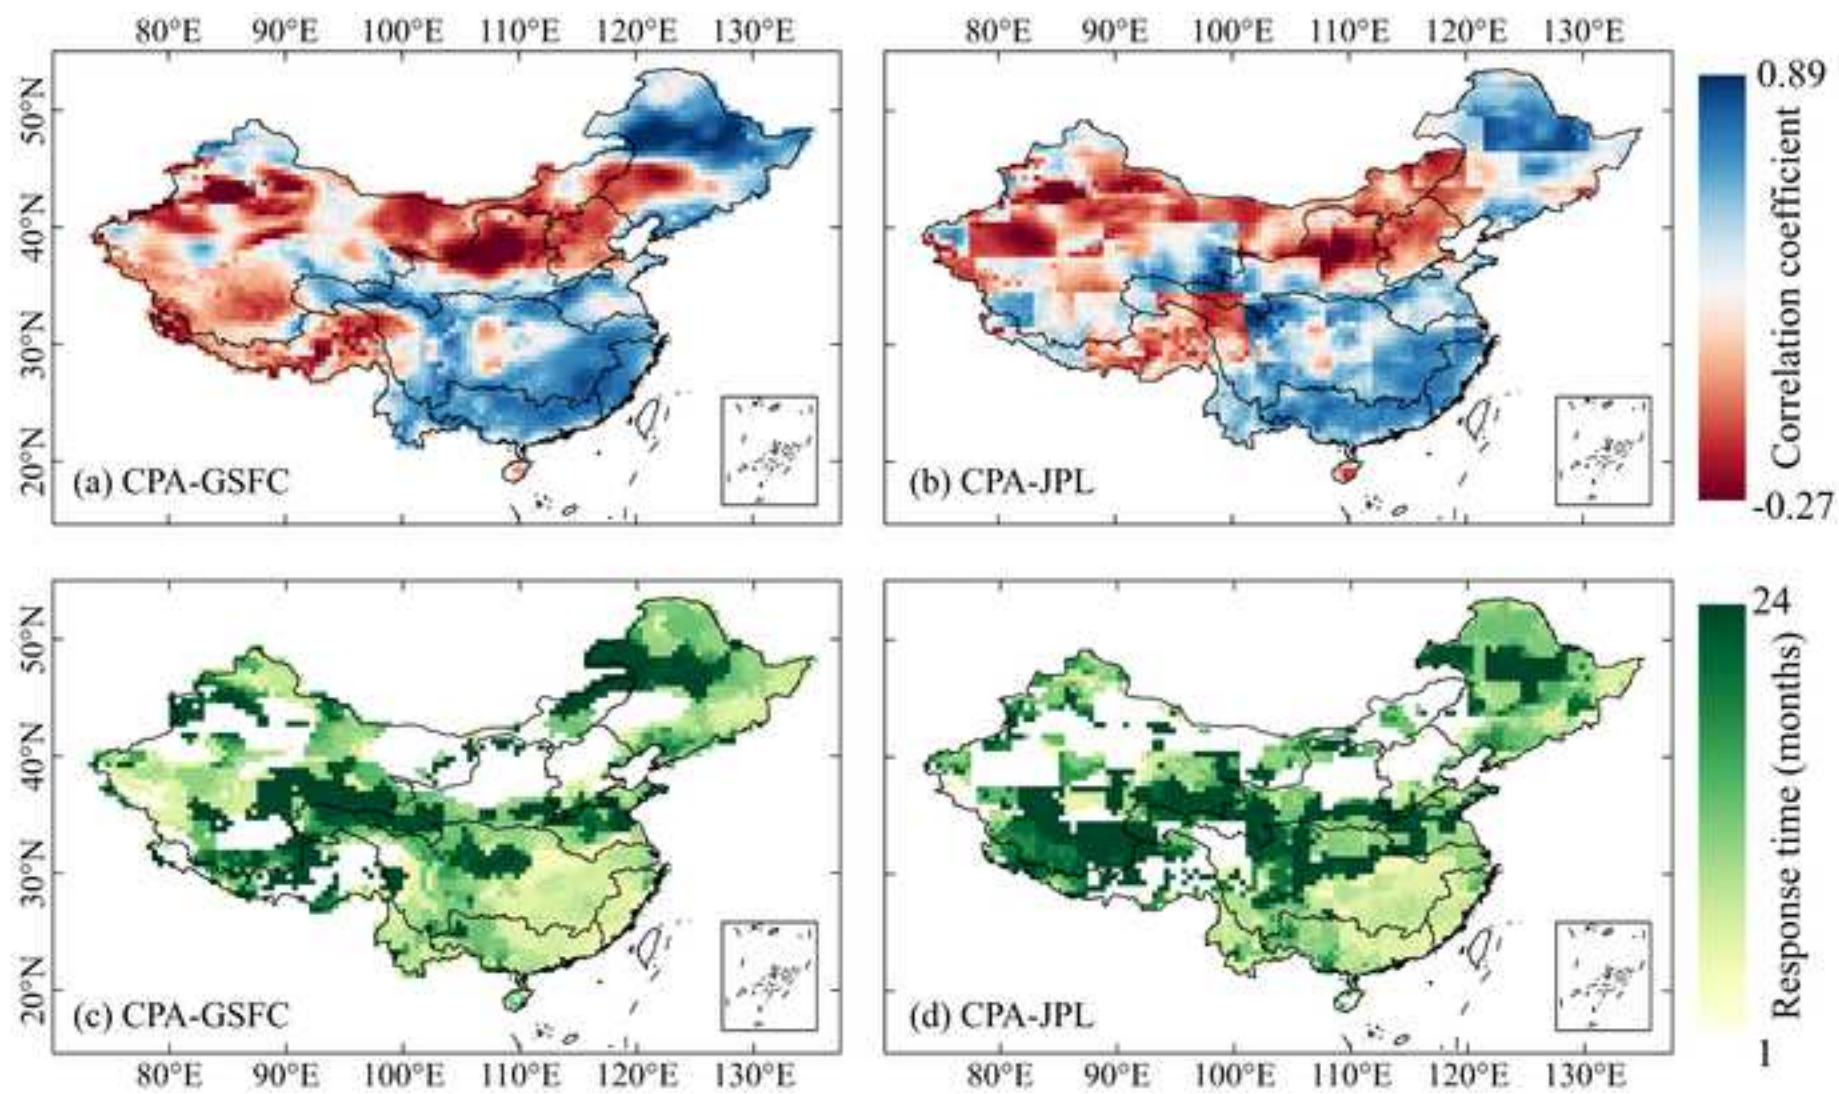 80°E 90°E 100°E 110°E 120°E 130°E 80°E 90°E 100°E 110°E 120°E 130°E
50°N
40°N
30°N
20°N
(a) CPA-GSFC
(b) CPA-JPL
0.89
Correlation coefficient
-0.27
50°N
40°N
30°N
20°N
(c) CPA-GSFC
(d) CPA-JPL
24
Response time (months)
1
80°E 90°E 100°E 110°E 120°E 130°E 80°E 90°E 100°E 110°E 120°E 130°E